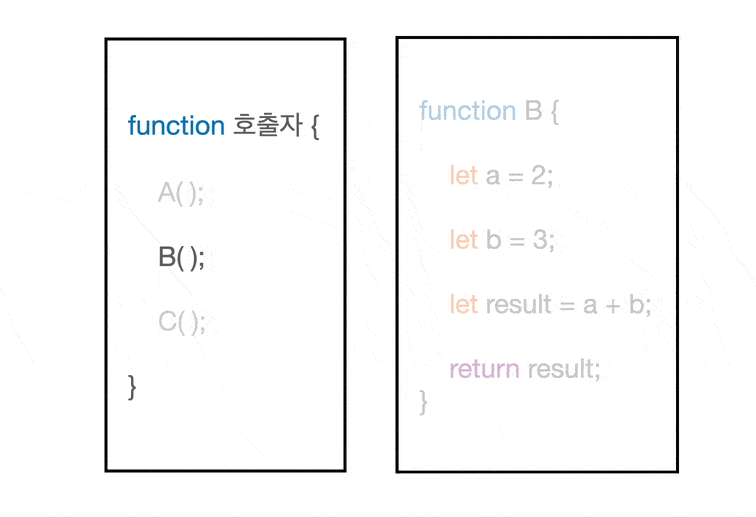 function 호출자 {
A( );
B( );
C( );
}
function B {
let a = 2;
let b = 3;
let result = a + b;
return result;
}